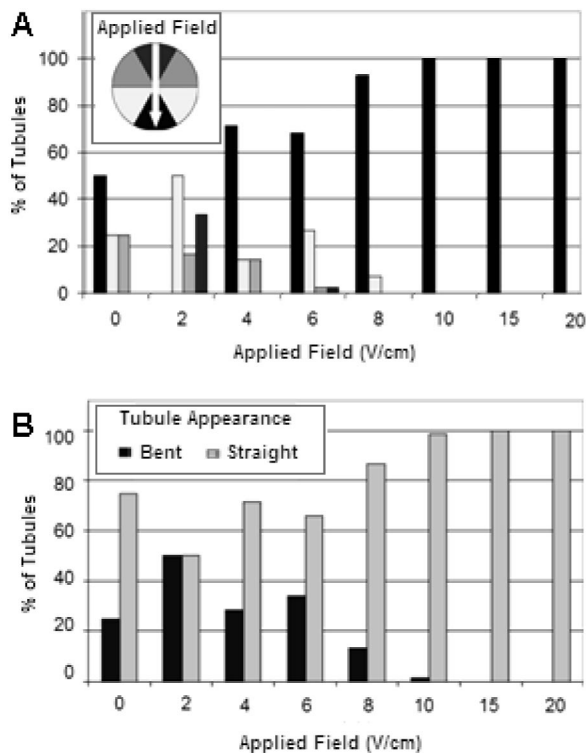 A
Applied Field
% of Tubules
100
80
60
40
20
0
0 2 4 6 8 10 15 20
Applied Field (V/cm)
B
Tubule Appearance
Bent Straight
% of Tubules
100
80
60
40
20
0
0 2 4 6 8 10 15 20
Applied Field (V/cm)